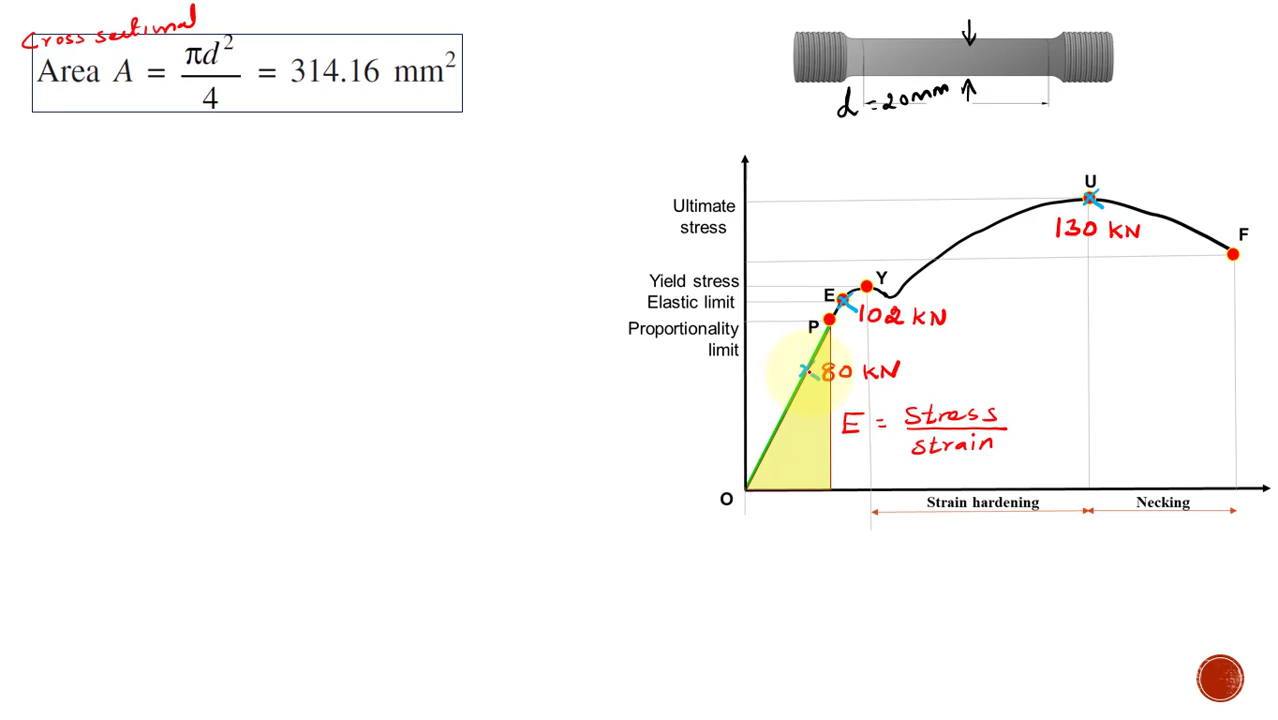 Cross sectional
Area A = πd²/4 = 314.16 mm²
d = 20mm
U
Ultimate
stress
130 KN
F
Yield stress
Y
E
Elastic limit
102 KN
P
Proportionality
limit
80 KN
E = Stress/strain
O
Strain hardening
Necking